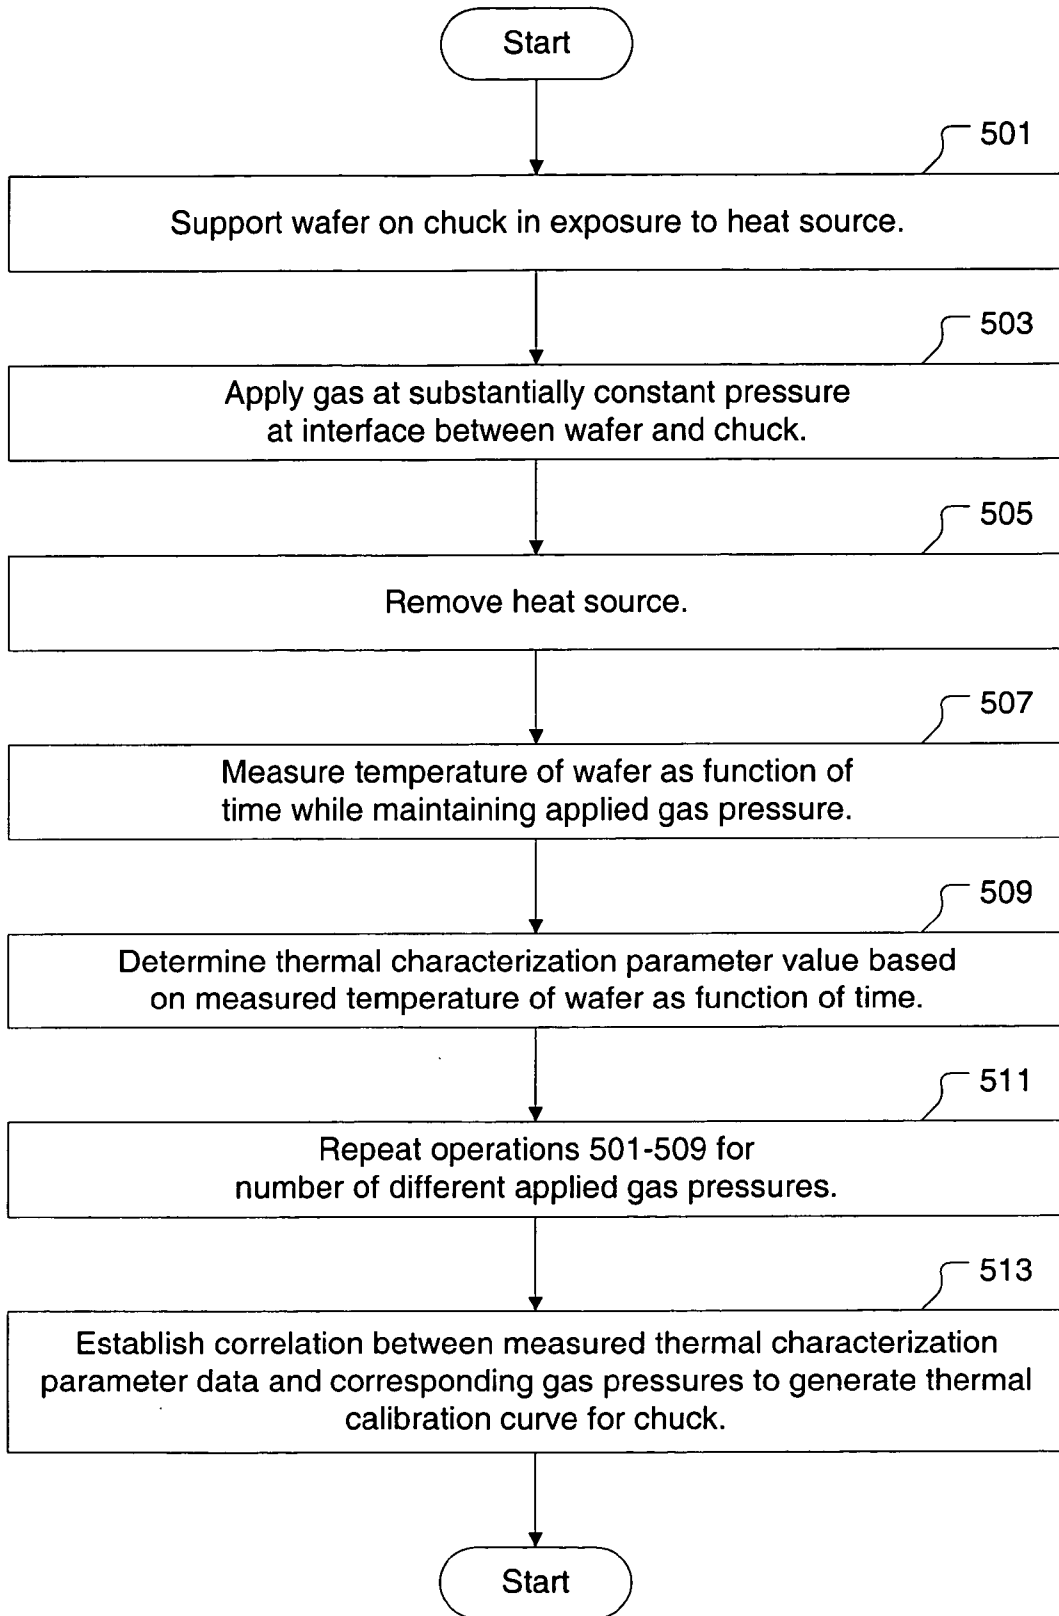 Start
501
Support wafer on chuck in exposure to heat source.
503
Apply gas at substantially constant pressure
at interface between wafer and chuck.
505
Remove heat source.
507
Measure temperature of wafer as function of
time while maintaining applied gas pressure.
509
Determine thermal characterization parameter value based
on measured temperature of wafer as function of time.
511
Repeat operations 501-509 for
number of different applied gas pressures.
513
Establish correlation between measured thermal characterization
parameter data and corresponding gas pressures to generate thermal
calibration curve for chuck.
Start